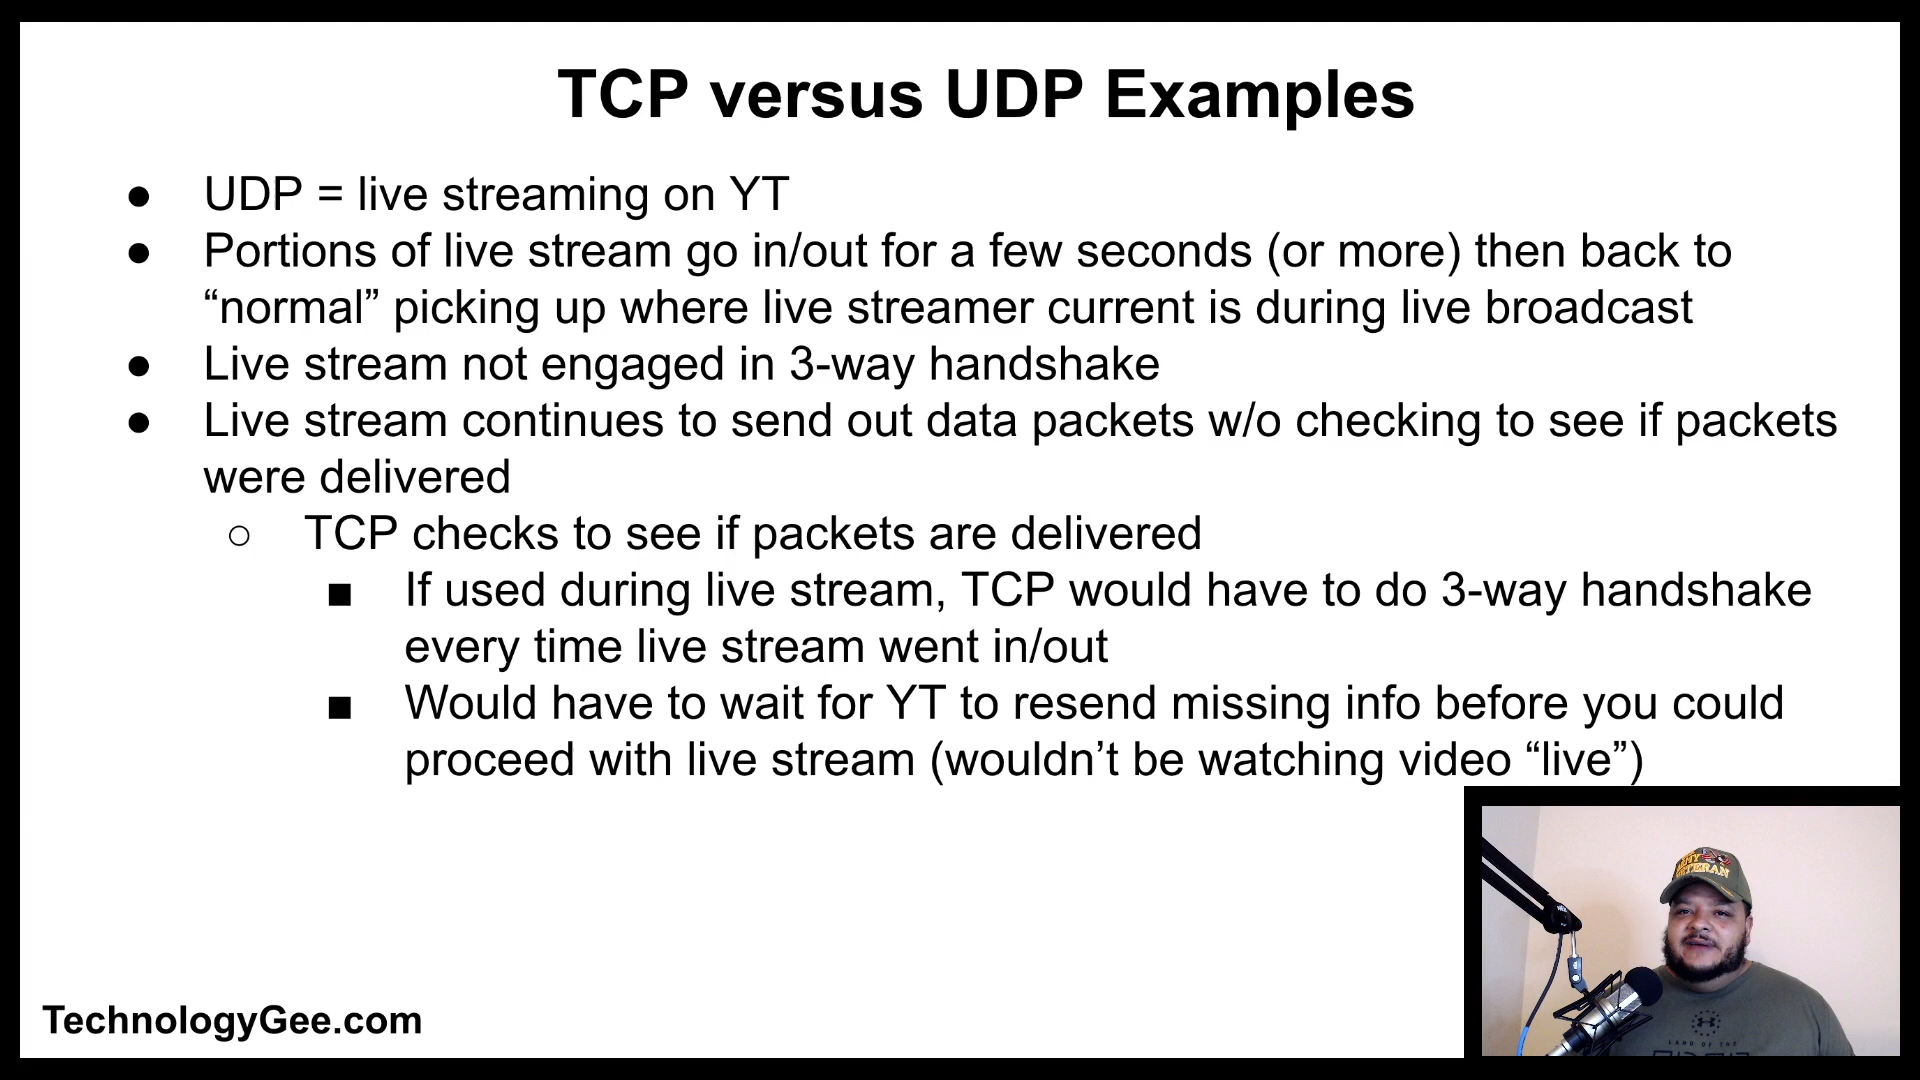 TCP versus UDP Examples
● UDP = live streaming on YT
● Portions of live stream go in/out for a few seconds (or more) then back to
“normal” picking up where live streamer current is during live broadcast
● Live stream not engaged in 3-way handshake
● Live stream continues to send out data packets w/o checking to see if packets
were delivered
○ TCP checks to see if packets are delivered
■ If used during live stream, TCP would have to do 3-way handshake
every time live stream went in/out
■ Would have to wait for YT to resend missing info before you could
proceed with live stream (wouldn’t be watching video “live”)
VETERAN
LAND OF THE
TechnologyGee.com